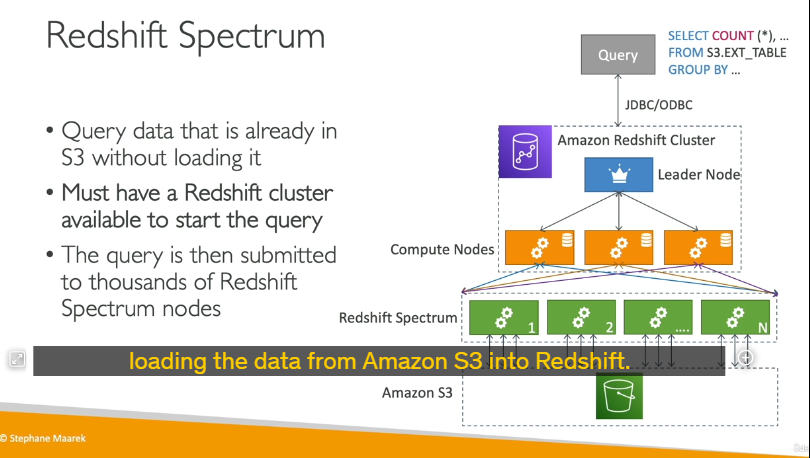 Redshift Spectrum
• Query data that is already in
S3 without loading it
• Must have a Redshift cluster
available to start the query
• The query is then submitted
to thousands of Redshift
Spectrum nodes
Query
SELECT COUNT (*), ...
FROM S3.EXT_TABLE
GROUP BY ...
JDBC/ODBC
Amazon Redshift Cluster
Leader Node
Compute Nodes
Redshift Spectrum
1
2
....
N
loading the data from Amazon S3 into Redshift.
Amazon S3
© Stephane Maarek